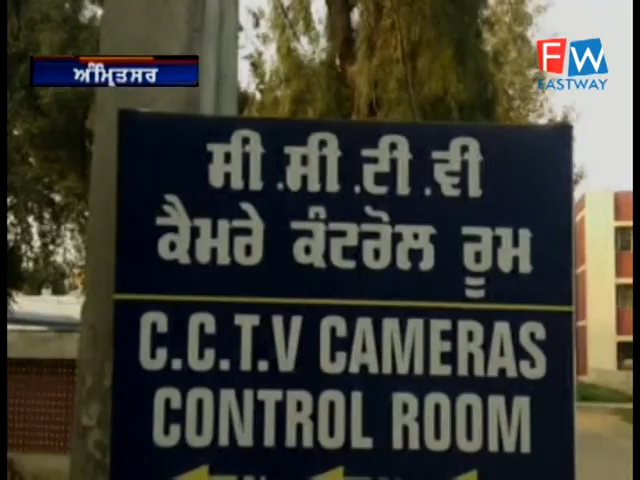 ਅੰਮ੍ਰਿਤਸਰ
FW
EASTWAY
ਸੀ.ਸੀ.ਟੀ.ਵੀ
ਕੈਮਰੇ ਕੰਟਰੋਲ ਰੂਮ
C.C.T.V CAMERAS
CONTROL ROOM